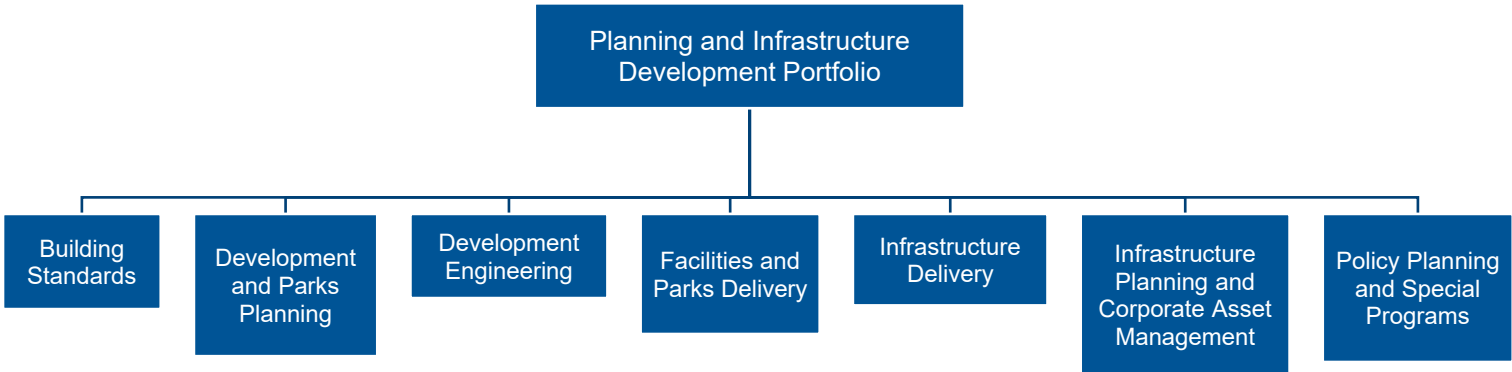 Planning and Infrastructure
Development Portfolio
Building
Standards
Development
and Parks
Planning
Development
Engineering
Facilities and
Parks Delivery
Infrastructure
Delivery
Infrastructure
Planning and
Corporate Asset
Management
Policy Planning
and Special
Programs